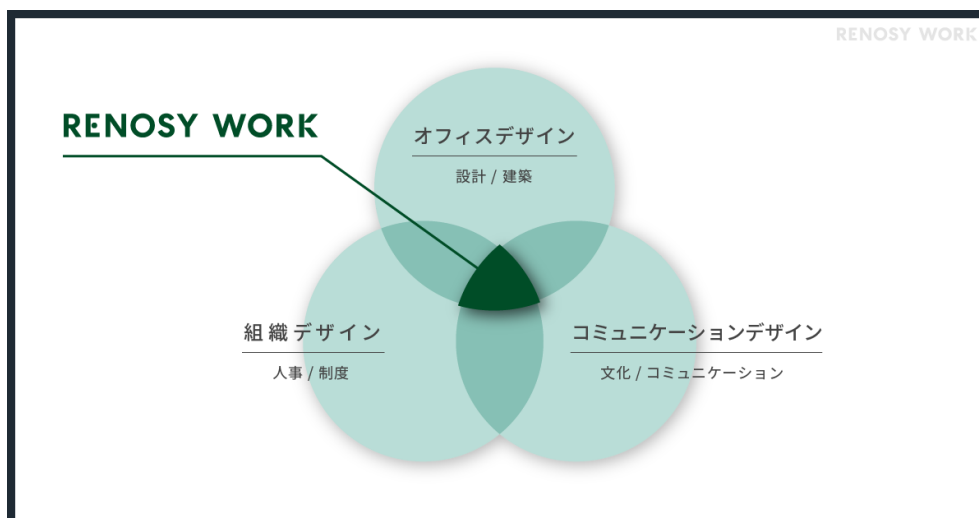 RENOSY WORK
RENOSY WORK
オフィスデザイン
設計 / 建築
組織デザイン
人事 / 制度
コミュニケーションデザイン
文化 / コミュニケーション